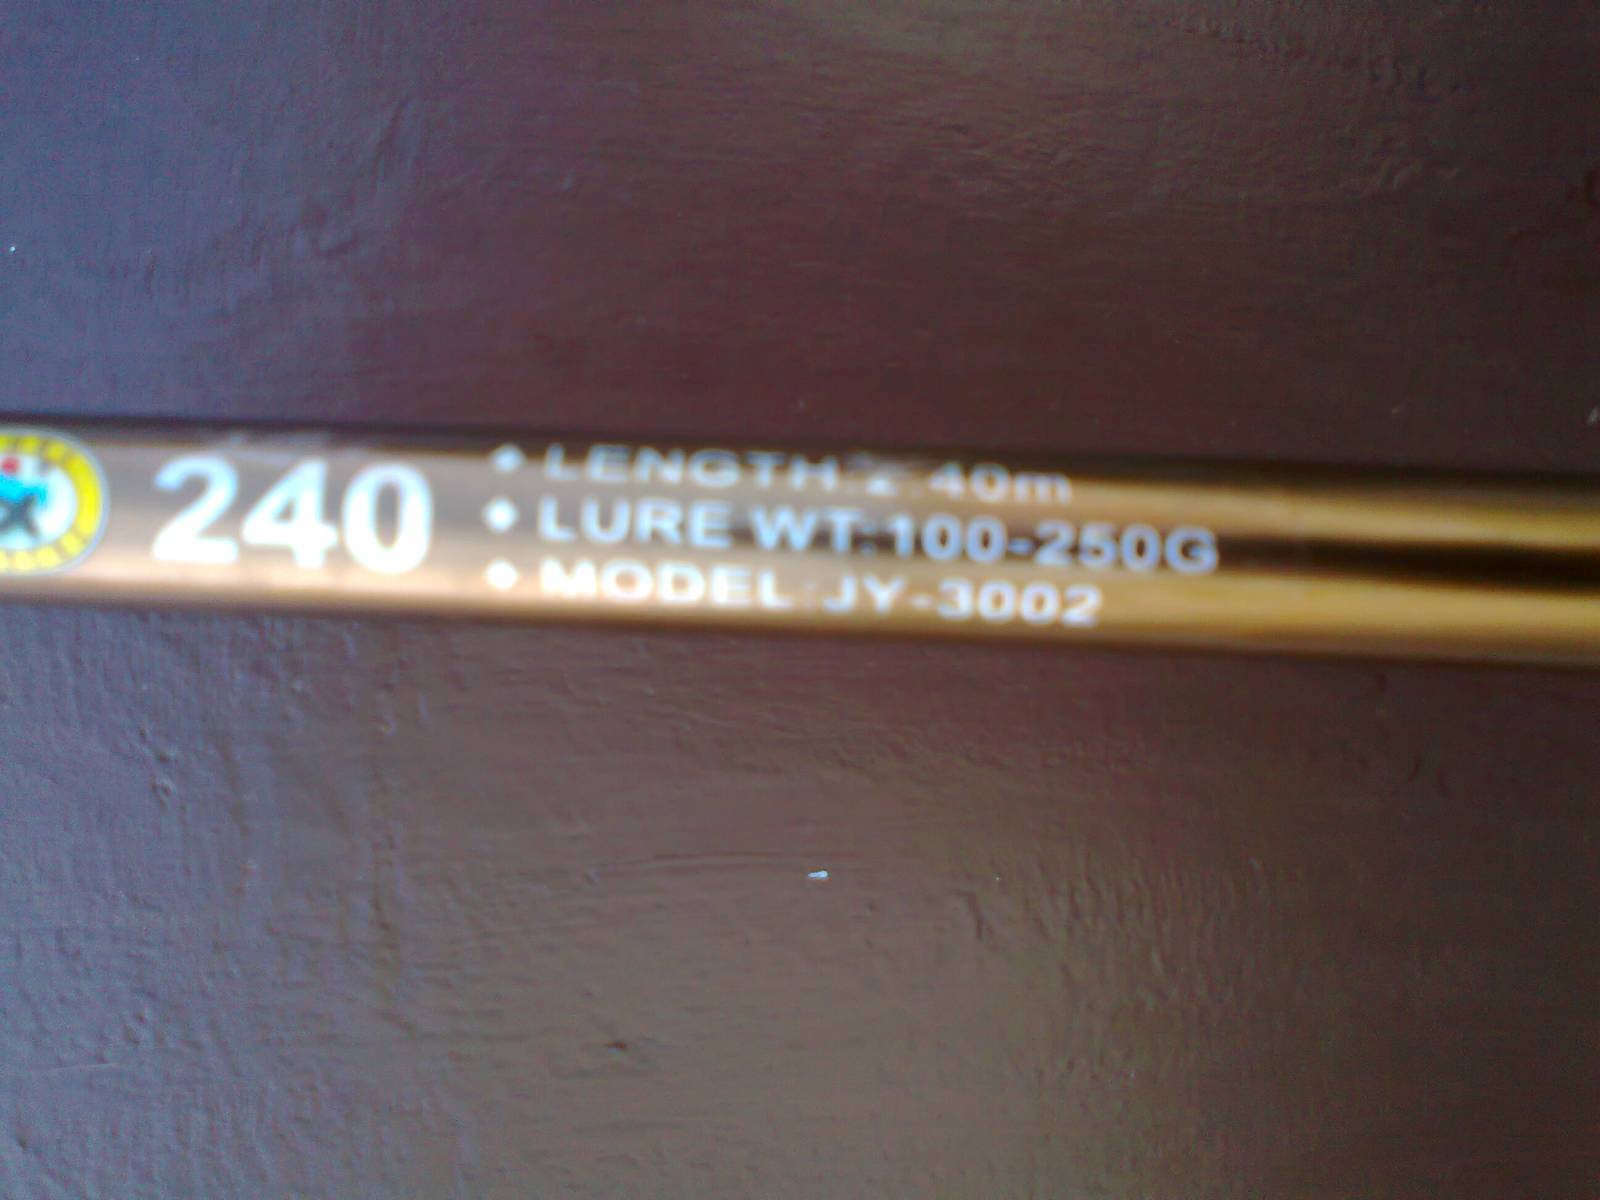 240
LENGTH:2.40m
LURE WT:100-250G
MODEL:JY-3002